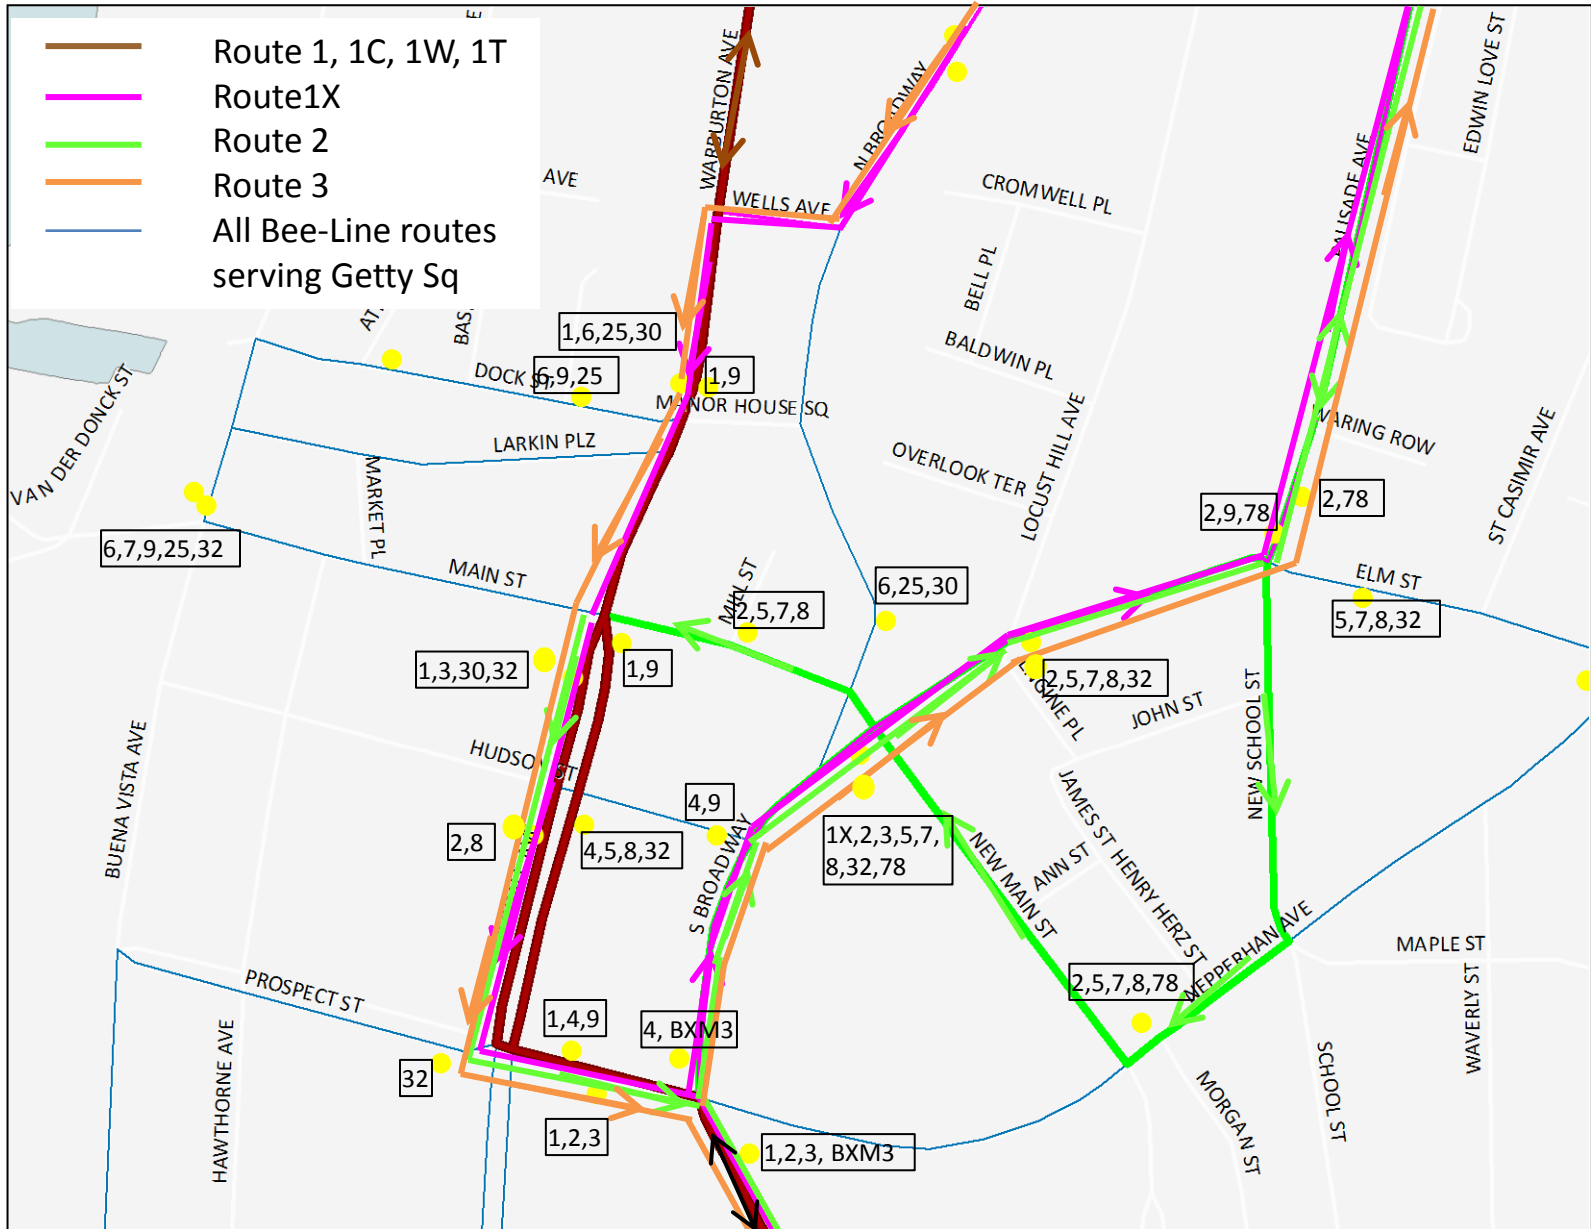 Route 1, 1C, 1W, 1T
Route1X
Route 2
Route 3
All Bee-Line routes
serving Getty Sq
E
WARBURTON AVE
N BROADWAY
AVE
WELLS AVE
CROMWELL PL
PALISADE AVE
EDWIN LOVE ST
BELL PL
BALDWIN PL
1,6,25,30
6,9,25
1,9
DOCK ST
MANOR HOUSE SQ
LARKIN PLZ
VAN DER DONCK ST
MARKET PL
OVERLOOK TER
LOCUST HILL AVE
WARING ROW
ST CASIMIR AVE
2,9,78
2,78
6,7,9,25,32
MAIN ST
MILL ST
2,5,7,8
6,25,30
ELM ST
5,7,8,32
1,3,30,32
1,9
2,5,7,8,32
JOHN ST
NEW SCHOOL ST
BUENA VISTA AVE
HUDSON ST
4,9
2,8
4,5,8,32
S BROADWAY
1X,2,3,5,7,
8,32,78
NEW MAIN ST
ANN ST
JAMES ST
HENRY HERZ ST
NEPPERHAN AVE
MAPLE ST
2,5,7,8,78
PROSPECT ST
1,4,9
4, BXM3
32
HAWTHORNE AVE
1,2,3
1,2,3, BXM3
MORGAN ST
SCHOOL ST
WAVERLY ST